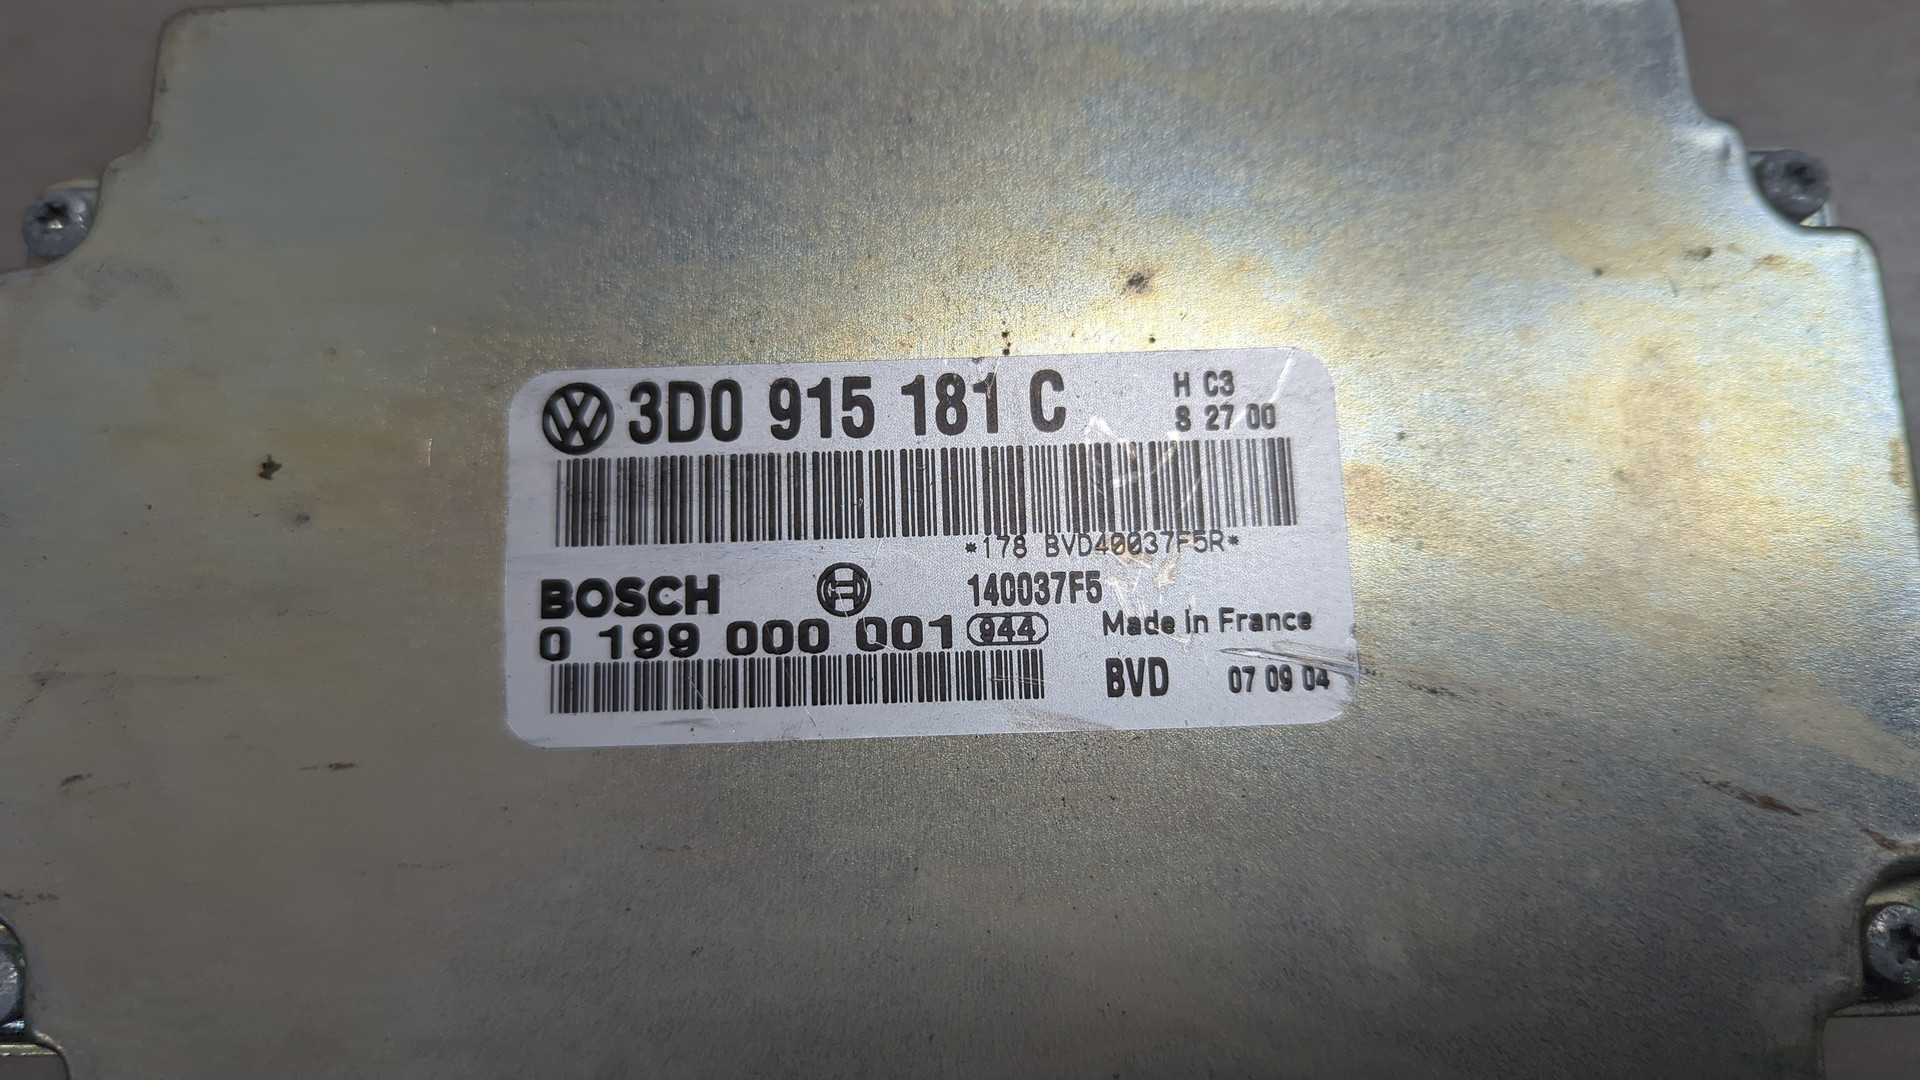 3D0 915 181 C
H C3
S 27 00
*178 BVD40037F5R*
BOSCH 140037F5
0 199 000 001 944 Made in France
BVD 07 09 04